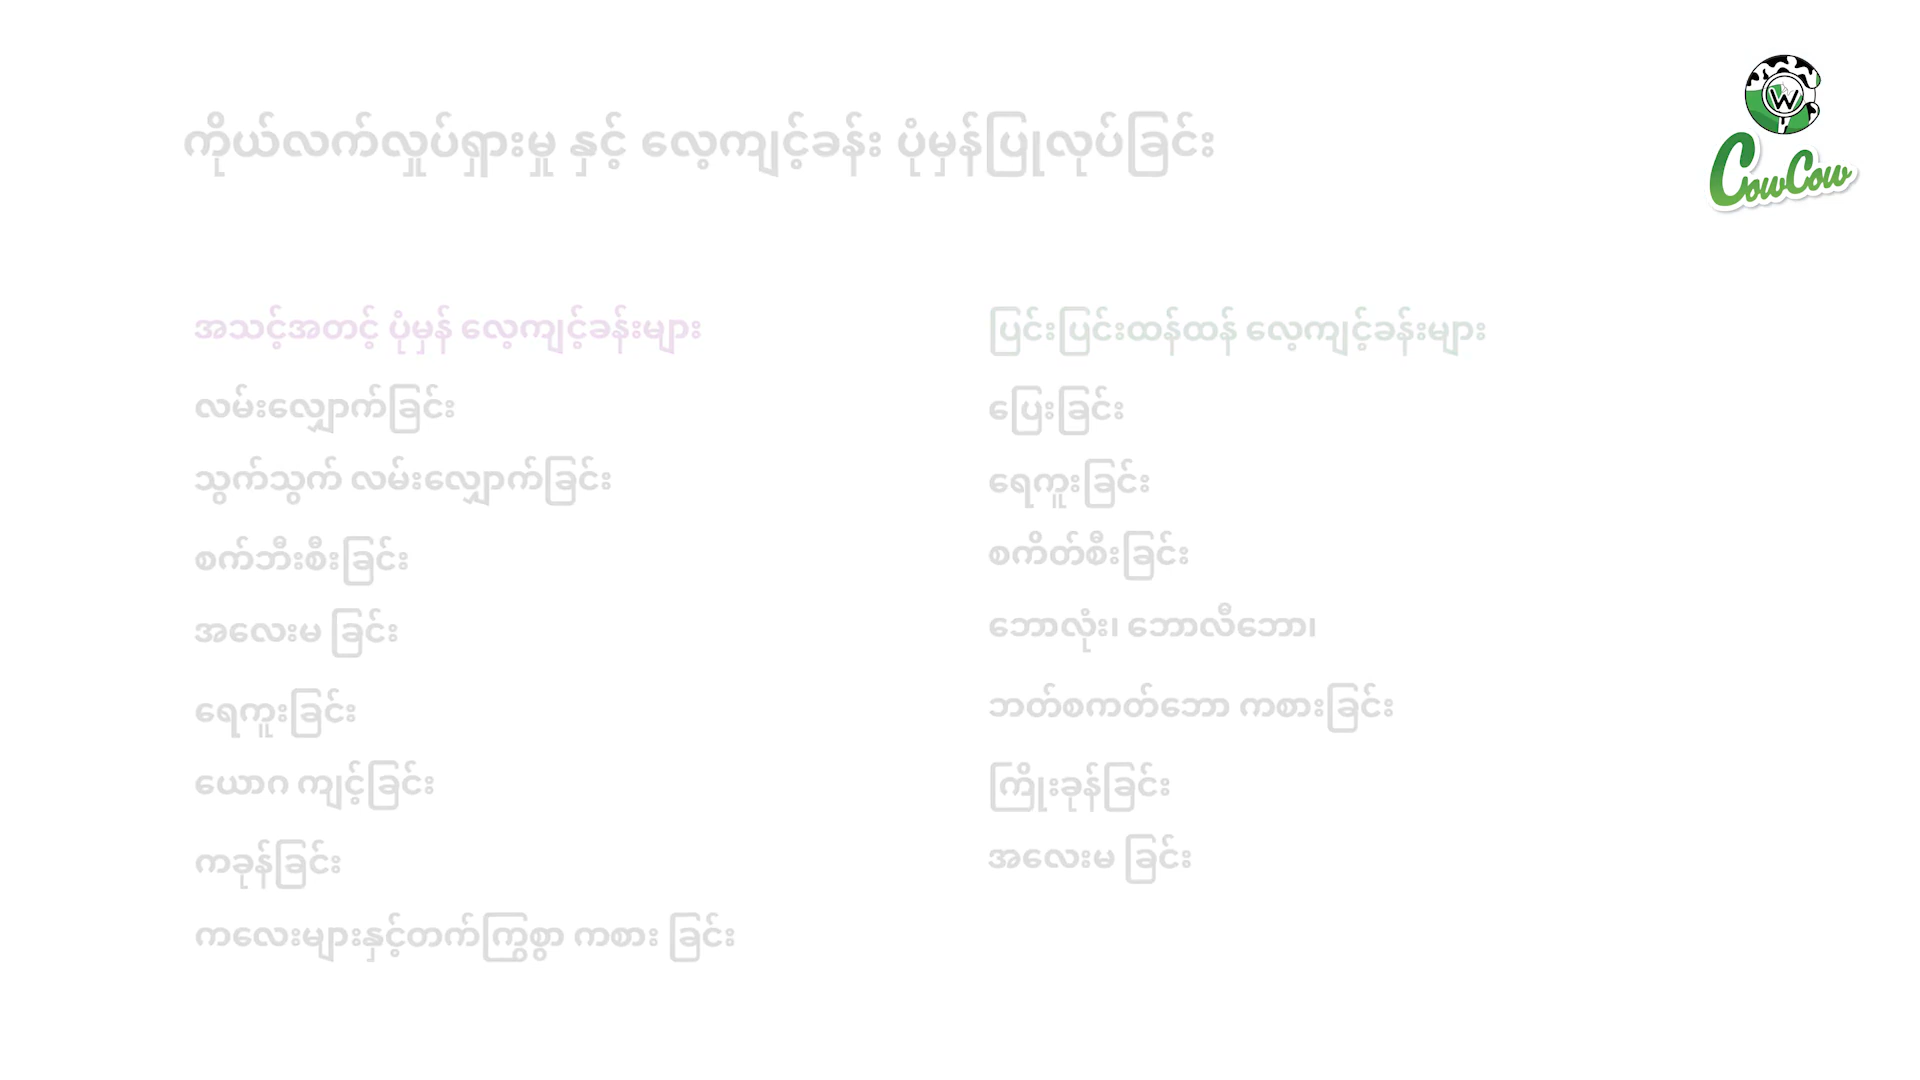 ကိုယ်လက်လှုပ်ရှားမှု နှင့် လေ့ကျင့်ခန်း ပုံမှန်ပြုလုပ်ခြင်း
W
CowCow
အသင့်အတင့် ပုံမှန် လေ့ကျင့်ခန်းများ
လမ်းလျှောက်ခြင်း
သွက်သွက် လမ်းလျှောက်ခြင်း
စက်ဘီးစီးခြင်း
အလေးမ ခြင်း
ရေကူးခြင်း
ယောဂ ကျင့်ခြင်း
ကခုန်ခြင်း
ကလေးများနှင့်တက်ကြွစွာ ကစား ခြင်း
ပြင်းပြင်းထန်ထန် လေ့ကျင့်ခန်းများ
ပြေးခြင်း
ရေကူးခြင်း
စကိတ်စီးခြင်း
ဘောလုံး၊ ဘောလီဘော၊
ဘတ်စကတ်ဘော ကစားခြင်း
ကြိုးခုန်ခြင်း
အလေးမ ခြင်း